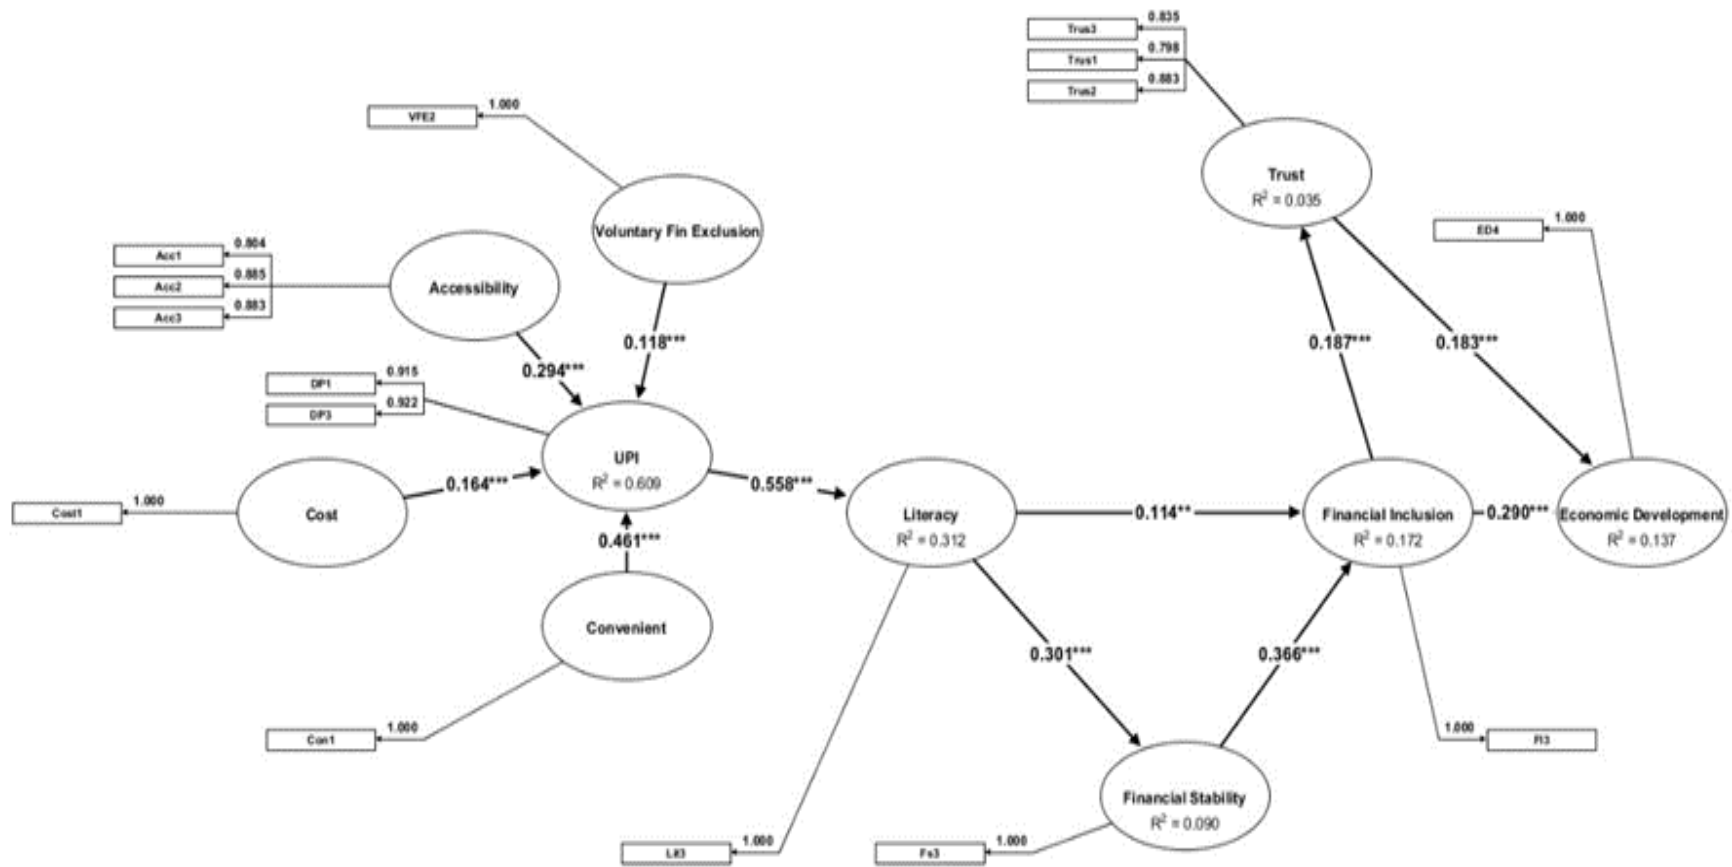 Trus3
0.835
Trus1
0.798
Trus2
0.883
VFE2
1.000
Trust
R² = 0.035
Voluntary Fin Exclusion
ED4
1.000
Acc1
0.804
Acc2
0.885
Acc3
0.883
Accessibility
0.118***
0.294***
0.187***
0.183***
DP1
0.915
DP3
0.922
UPI
R² = 0.609
Cost1
1.000
Cost
0.164***
0.558***
Literacy
R² = 0.312
0.114**
Financial Inclusion
R² = 0.172
0.290***
Economic Development
R² = 0.137
0.461***
Convenient
0.301***
0.366***
Con1
1.000
1.000
FI3
Financial Stability
R² = 0.090
Lit3
1.000
Fs3
1.000